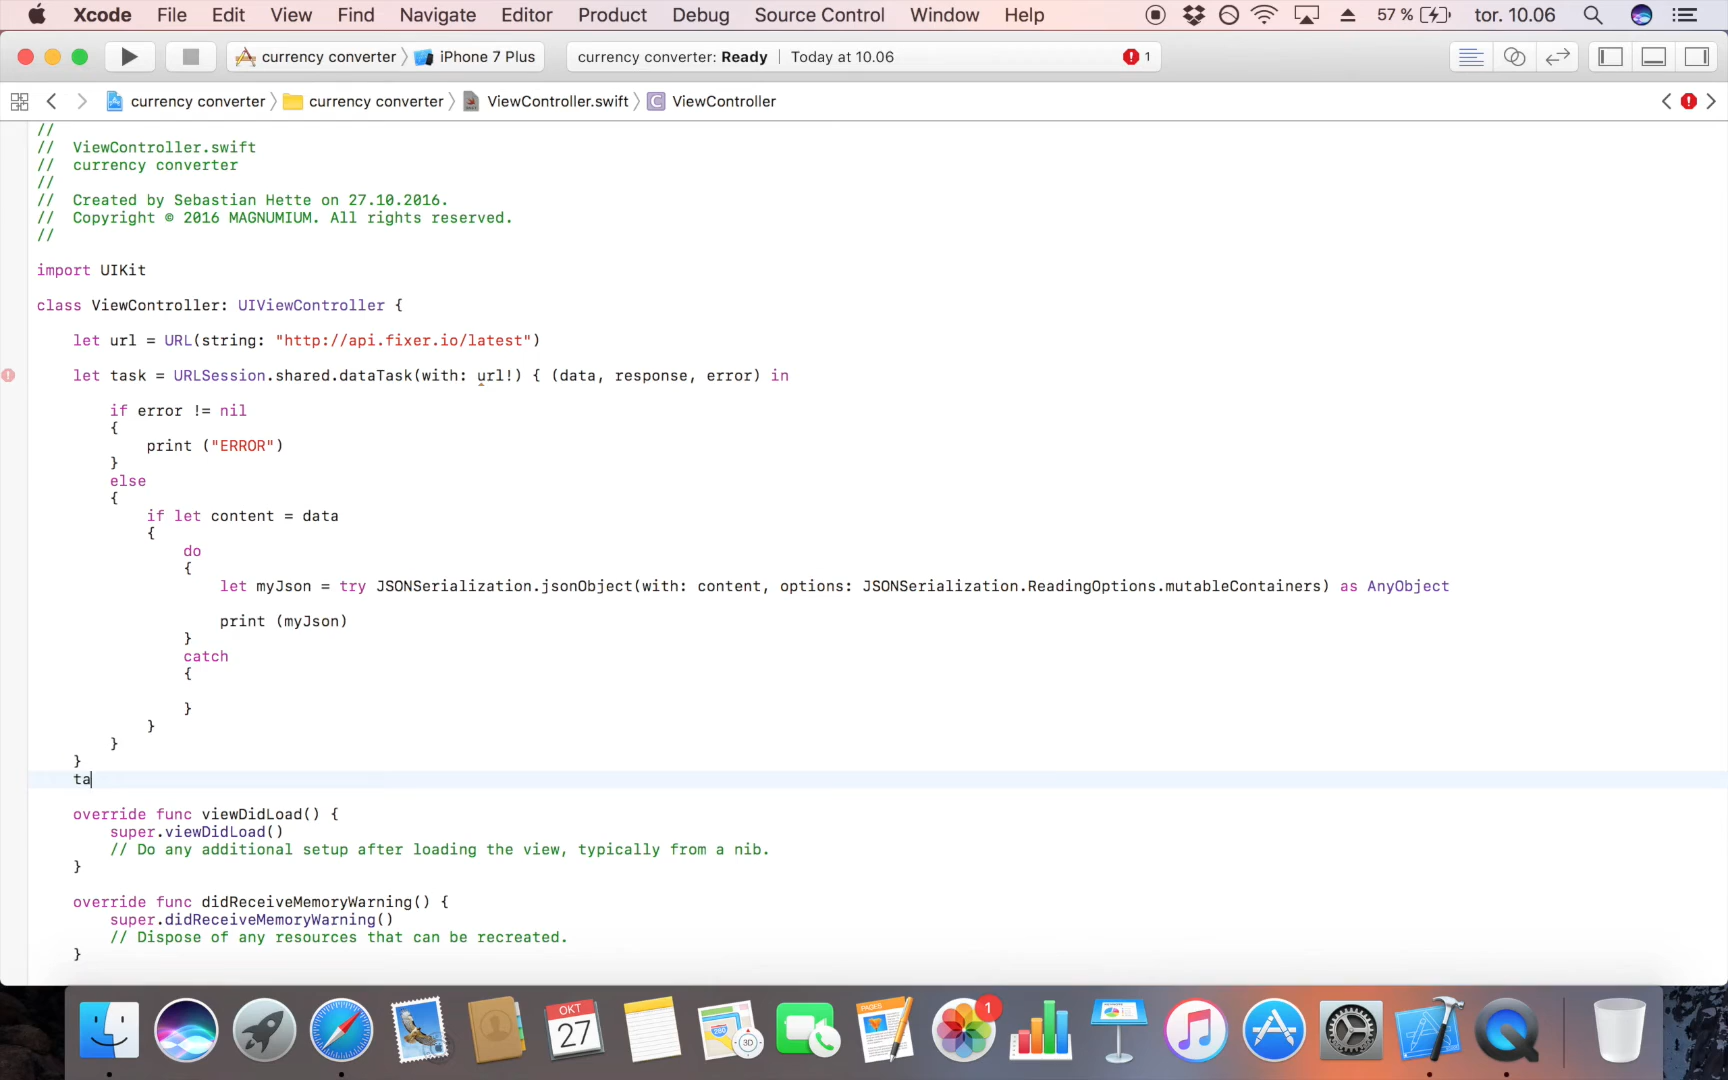 Xcode File Edit View Find Navigate Editor Product Debug Source Control Window Help 57 % tor. 10.06
currency converter iPhone 7 Plus currency converter: Ready | Today at 10.06 1
currency converter currency converter ViewController.swift C ViewController
//
// ViewController.swift
// currency converter
//
// Created by Sebastian Hette on 27.10.2016.
// Copyright © 2016 MAGNUMIUM. All rights reserved.
//
import UIKit
class ViewController: UIViewController {
let url = URL(string: "http://api.fixer.io/latest")
let task = URLSession.shared.dataTask(with: url!) { (data, response, error) in
if error != nil
{
print ("ERROR")
}
else
{
if let content = data
{
do
{
let myJson = try JSONSerialization.jsonObject(with: content, options: JSONSerialization.ReadingOptions.mutableContainers) as AnyObject
print (myJson)
}
catch
{
}
}
}
}
ta
override func viewDidLoad() {
super.viewDidLoad()
// Do any additional setup after loading the view, typically from a nib.
}
override func didReceiveMemoryWarning() {
super.didReceiveMemoryWarning()
// Dispose of any resources that can be recreated.
}
OKT
27
280
3D
PAGES
1